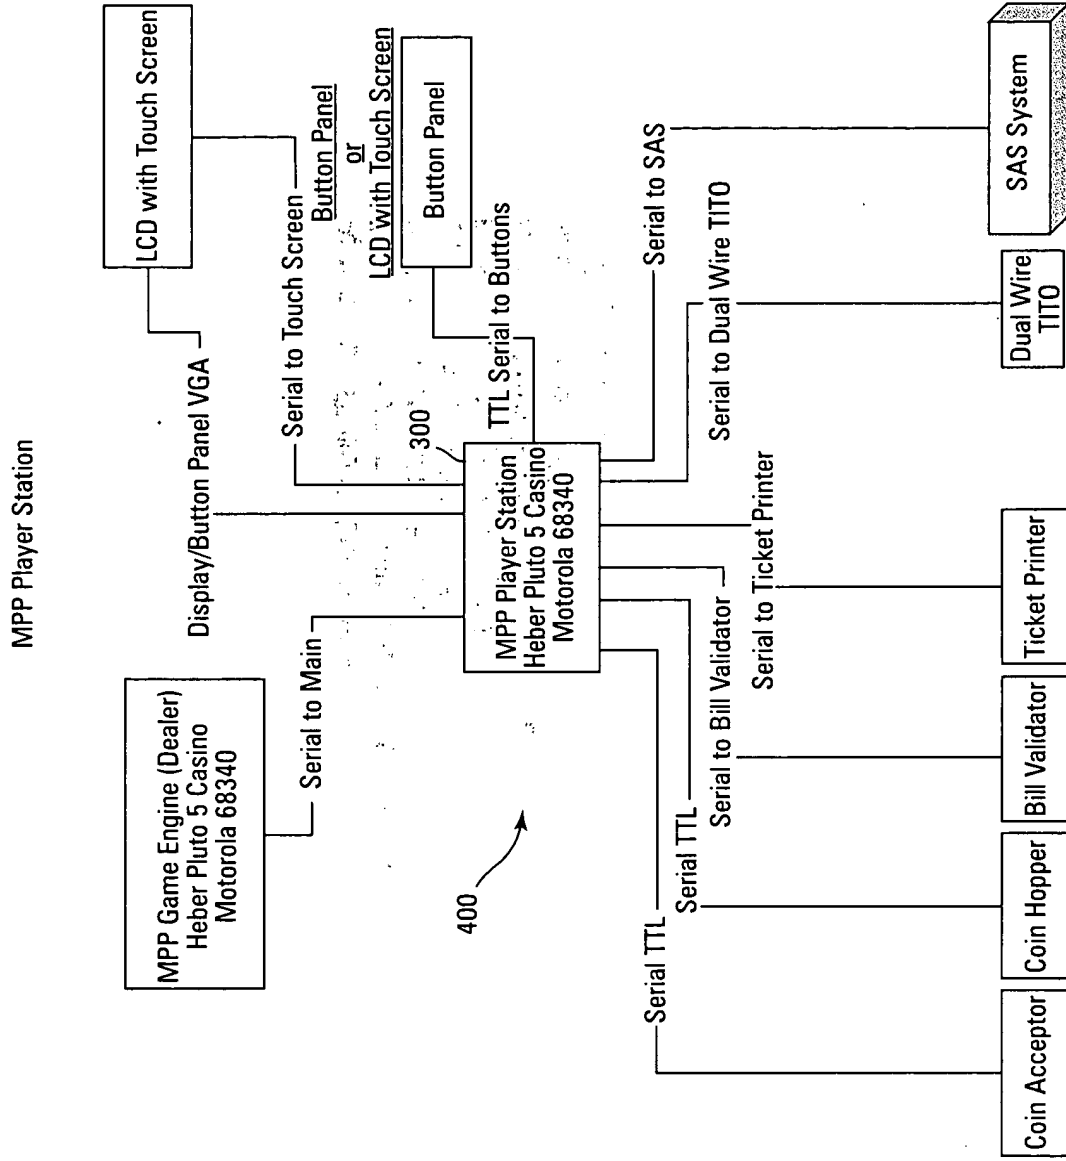 MPP Player Station
MPP Game Engine (Dealer)
Heber Pluto 5 Casino
Motorola 68340
Serial to Main
Display/Button Panel VGA
LCD with Touch Screen
Serial to Touch Screen
Button Panel
or
LCD with Touch Screen
Button Panel
TTL Serial to Buttons
300
MPP Player Station
Heber Pluto 5 Casino
Motorola 68340
400
Serial TTL
Serial TTL
Serial to Bill Validator
Serial to Ticket Printer
Serial to Dual Wire TITO
Serial to SAS
Coin Acceptor
Coin Hopper
Bill Validator
Ticket Printer
Dual Wire
TITO
SAS System